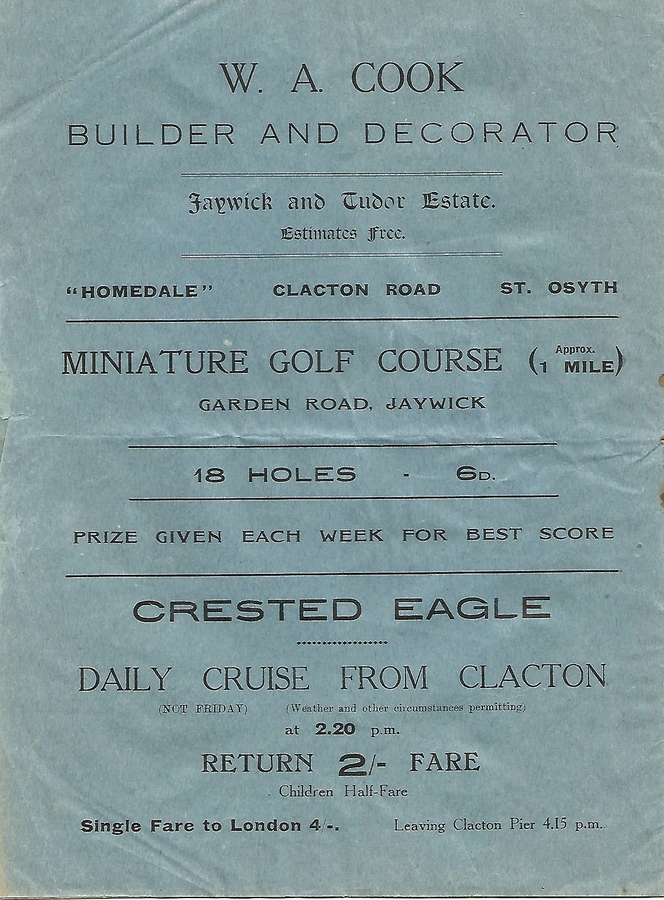 W. A. COOK
BUILDER AND DECORATOR
Jaywick and Tudor Estate.
Estimates Free.
"HOMEDALE" CLACTON ROAD ST. OSYTH
MINIATURE GOLF COURSE (Approx. 1 MILE)
GARDEN ROAD, JAYWICK
18 HOLES - 6D.
PRIZE GIVEN EACH WEEK FOR BEST SCORE
CRESTED EAGLE
DAILY CRUISE FROM CLACTON
(NOT FRIDAY) (Weather and other circumstances permitting)
at 2.20 p.m.
RETURN 2/- FARE
Children Half-Fare
Single Fare to London 4/-. Leaving Clacton Pier 4.15 p.m.